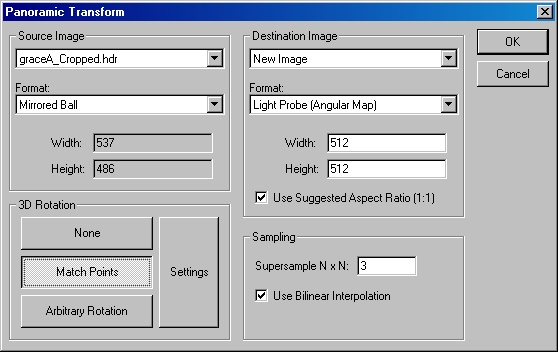 Panoramic Transform
Source Image
graceA_Cropped.hdr
Format:
Mirrored Ball
Width: 537
Height: 486
3D Rotation
None
Match Points
Arbitrary Rotation
Settings
Destination Image
New Image
Format:
Light Probe (Angular Map)
Width: 512
Height: 512
Use Suggested Aspect Ratio (1:1)
Sampling
Supersample N x N: 3
Use Bilinear Interpolation
OK
Cancel